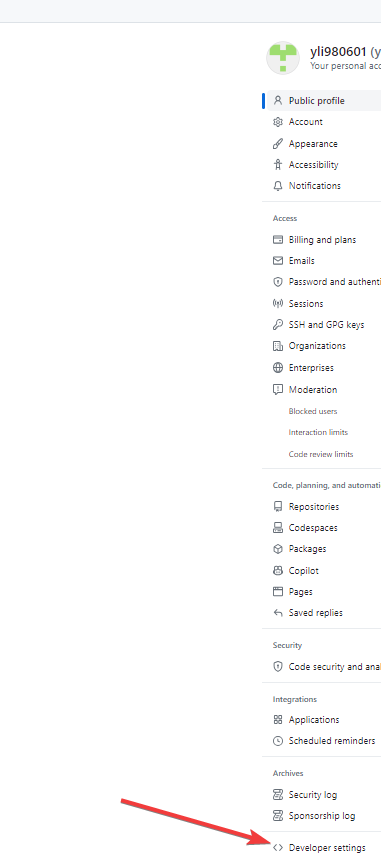 yli980601 (y
Your personal acc
Public profile
Account
Appearance
Accessibility
Notifications
Access
Billing and plans
Emails
Password and authenti
Sessions
SSH and GPG keys
Organizations
Enterprises
Moderation
Blocked users
Interaction limits
Code review limits
Code, planning, and automati
Repositories
Codespaces
Packages
Copilot
Pages
Saved replies
Security
Code security and anal
Integrations
Applications
Scheduled reminders
Archives
Security log
Sponsorship log
Developer settings